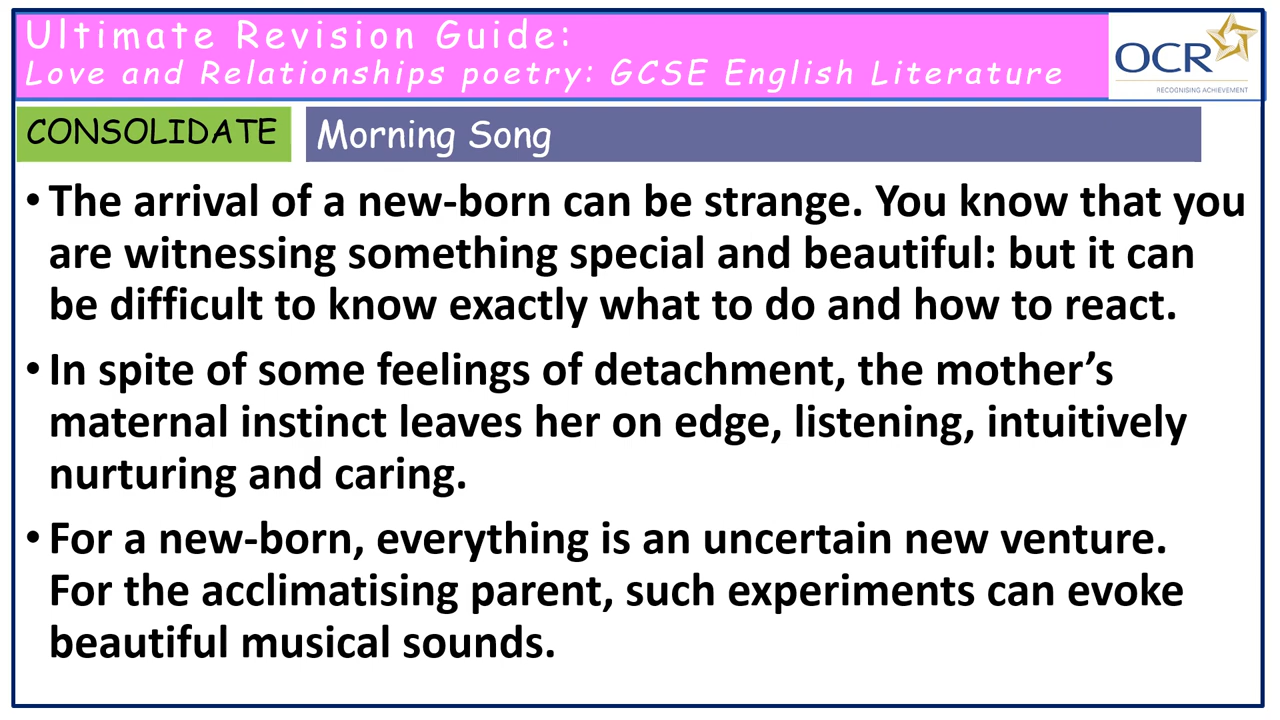 Ultimate Revision Guide:
Love and Relationships poetry: GCSE English Literature
OCR
RECOGNISING ACHIEVEMENT
CONSOLIDATE
Morning Song
• The arrival of a new-born can be strange. You know that you
are witnessing something special and beautiful: but it can
be difficult to know exactly what to do and how to react.
• In spite of some feelings of detachment, the mother’s
maternal instinct leaves her on edge, listening, intuitively
nurturing and caring.
• For a new-born, everything is an uncertain new venture.
For the acclimatising parent, such experiments can evoke
beautiful musical sounds.